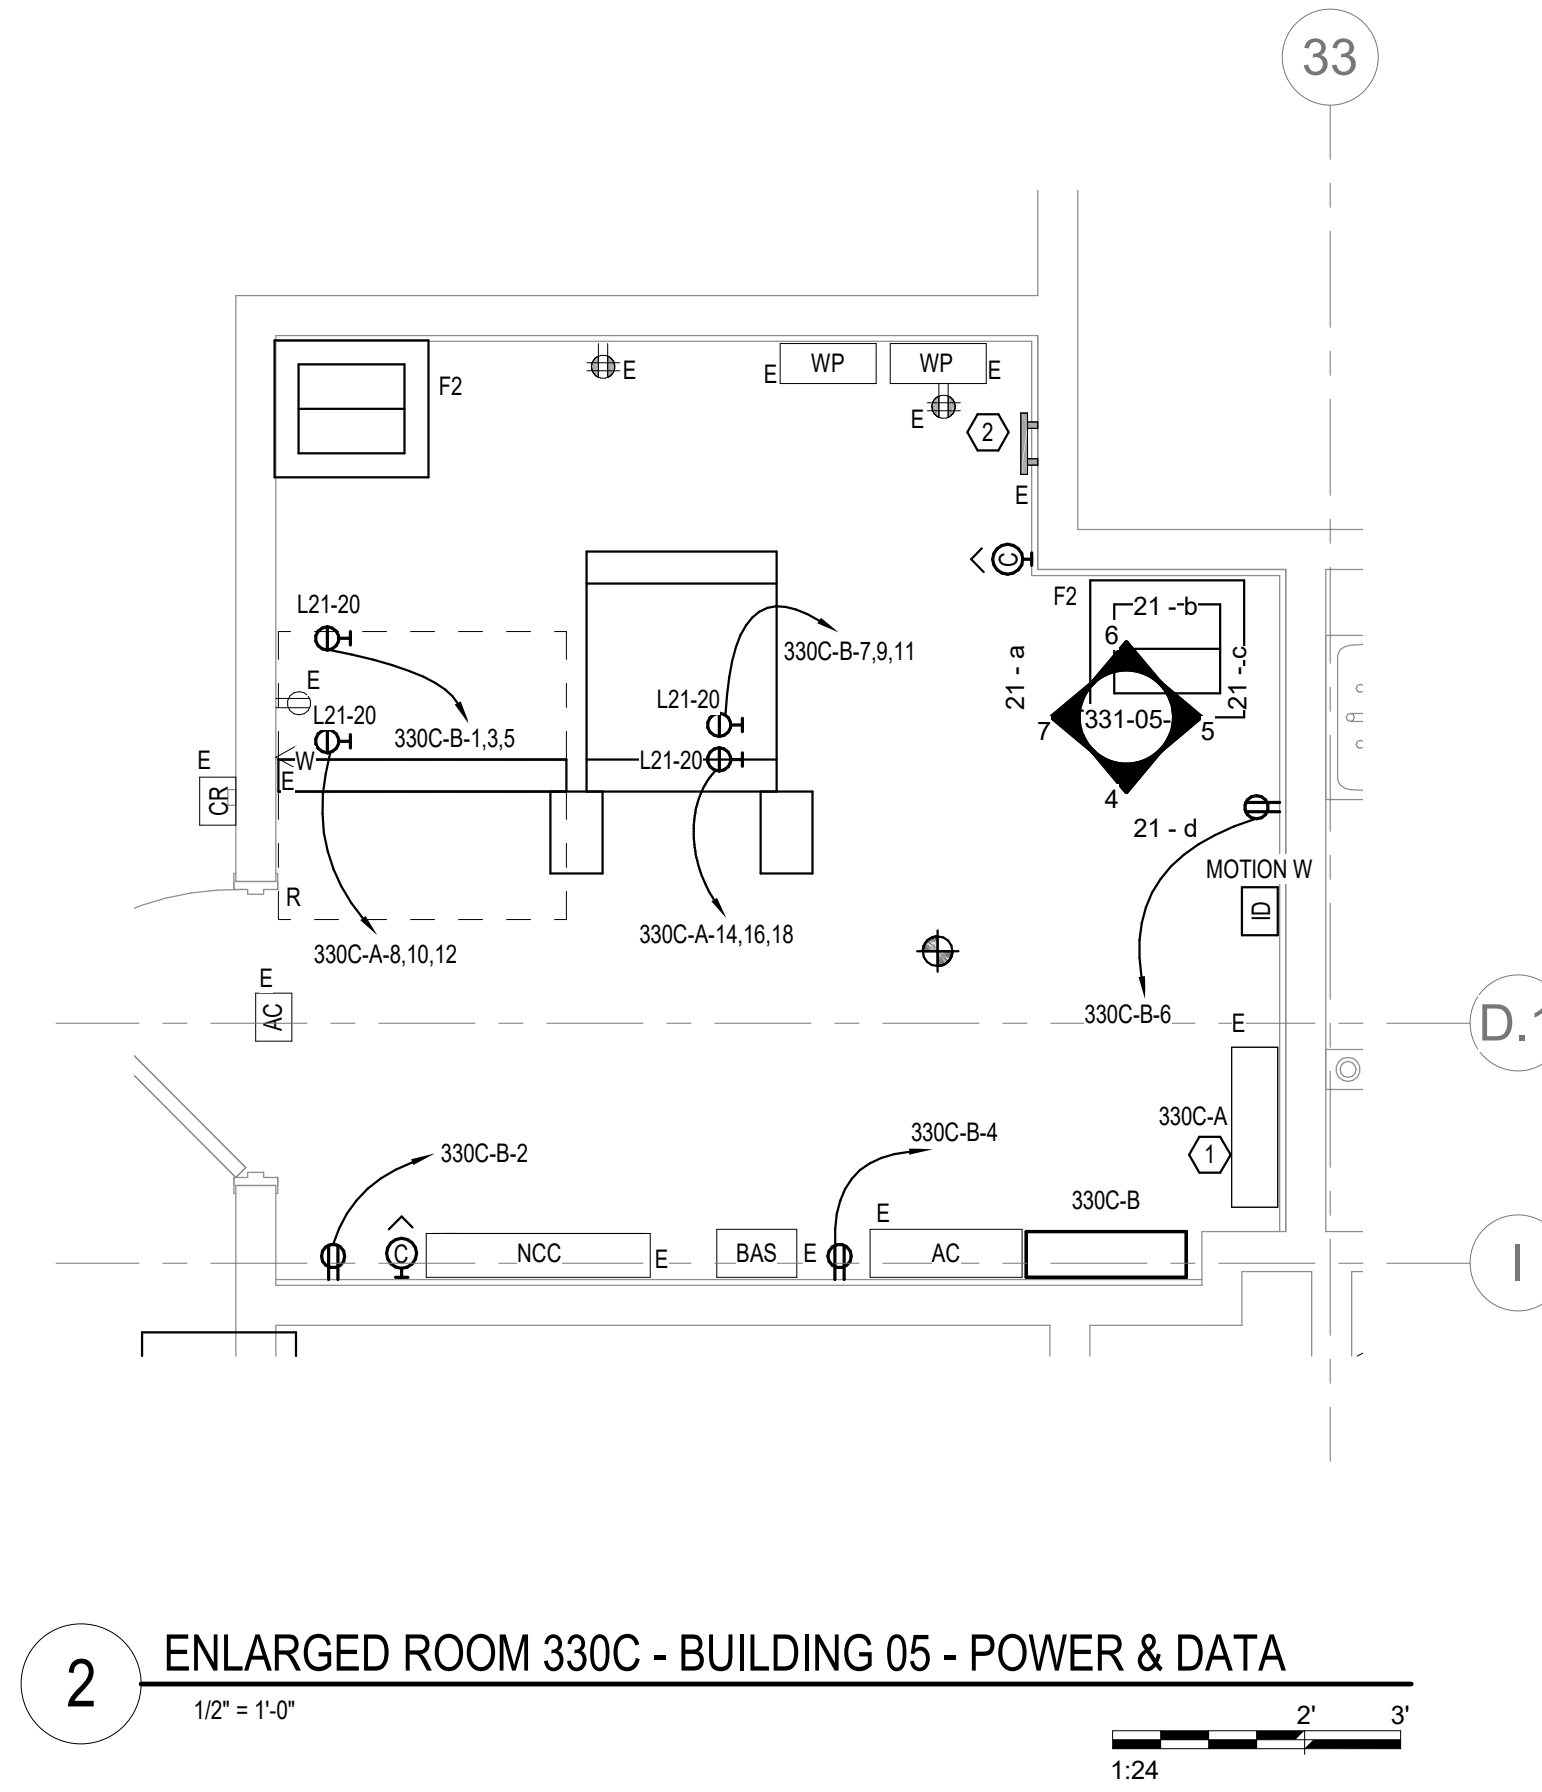 33
WP
WP
E
E
E
E
F2
E
2
E
C
L21-20
F2
21 - b
6
330C-B-7,9,11
21 - a
21 - c
E
L21-20
L21-20
331-05-
7
5
330C-B-1,3,5
E
W
L21-20
E
CR
4
21 - d
MOTION W
R
ID
330C-A-14,16,18
330C-A-8,10,12
E
AC
330C-B-6
E
D.1
330C-A
330C-B-4
330C-B-2
1
330C-B
E
C
NCC
E
BAS
E
AC
I
2
ENLARGED ROOM 330C - BUILDING 05 - POWER & DATA
1/2" = 1'-0"
2'
3'
1:24